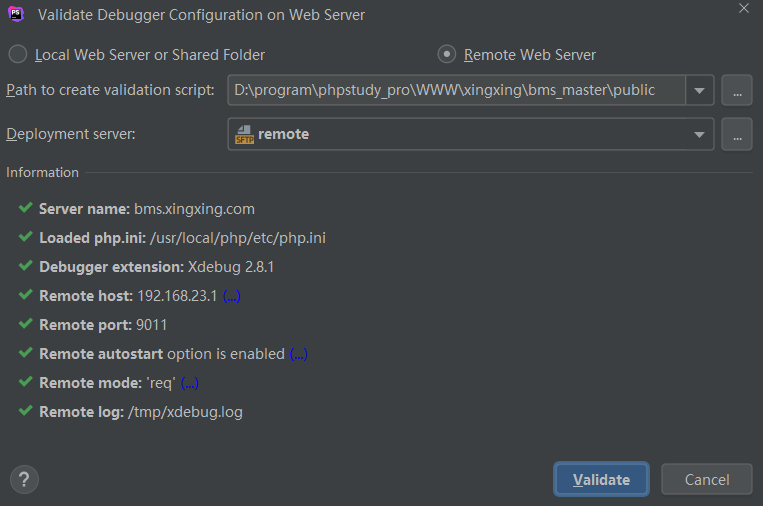 PS
Validate Debugger Configuration on Web Server
Local Web Server or Shared Folder
Remote Web Server
Path to create validation script: D:\program\phpstudy_pro\WWW\xingxing\bms_master\public ...
Deployment server: SFTP remote ...
Information
Server name: bms.xingxing.com
Loaded php.ini: /usr/local/php/etc/php.ini
Debugger extension: Xdebug 2.8.1
Remote host: 192.168.23.1 (...)
Remote port: 9011
Remote autostart option is enabled (...)
Remote mode: 'req' (...)
Remote log: /tmp/xdebug.log
? Validate Cancel